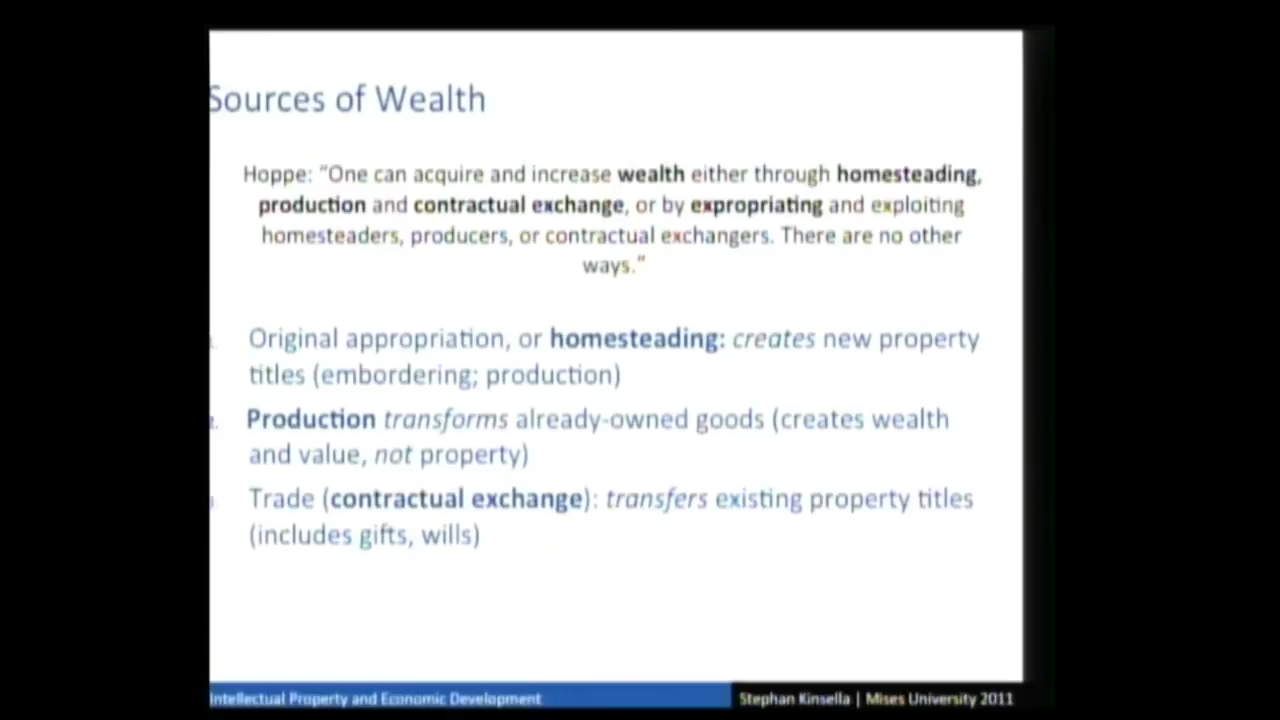 Sources of Wealth
Hoppe: "One can acquire and increase wealth either through homesteading,
production and contractual exchange, or by expropriating and exploiting
homesteaders, producers, or contractual exchangers. There are no other
ways."
Original appropriation, or homesteading: creates new property
titles (embordering; production)
Production transforms already-owned goods (creates wealth
and value, not property)
Trade (contractual exchange): transfers existing property titles
(includes gifts, wills)
Intellectual Property and Economic Development
Stephan Kinsella | Mises University 2011